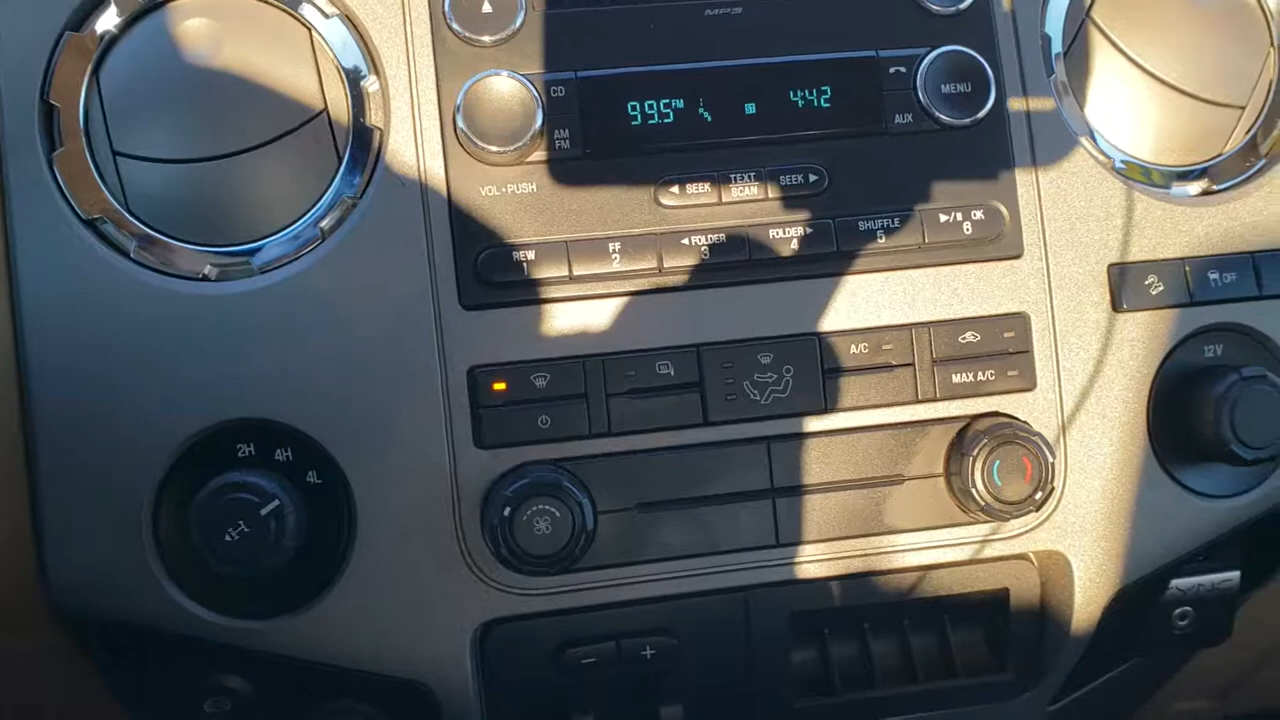 MP3
CD
99.5 FM
ST
4:42
MENU
AM
FM
AUX
VOL•PUSH
◀ SEEK
TEXT
SCAN
SEEK ▶
REW
1
FF
2
◀FOLDER
3
FOLDER▶
4
SHUFFLE
5
▶/⏸ OK
6
OFF
A/C
MAX A/C
12V
2H
4H
4L
SYNC
− +